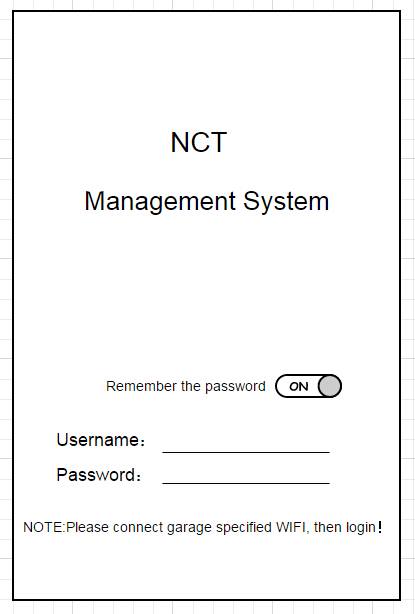 NCT
Management System
Remember the password ON
Username：
Password：
NOTE:Please connect garage specified WIFI, then login！